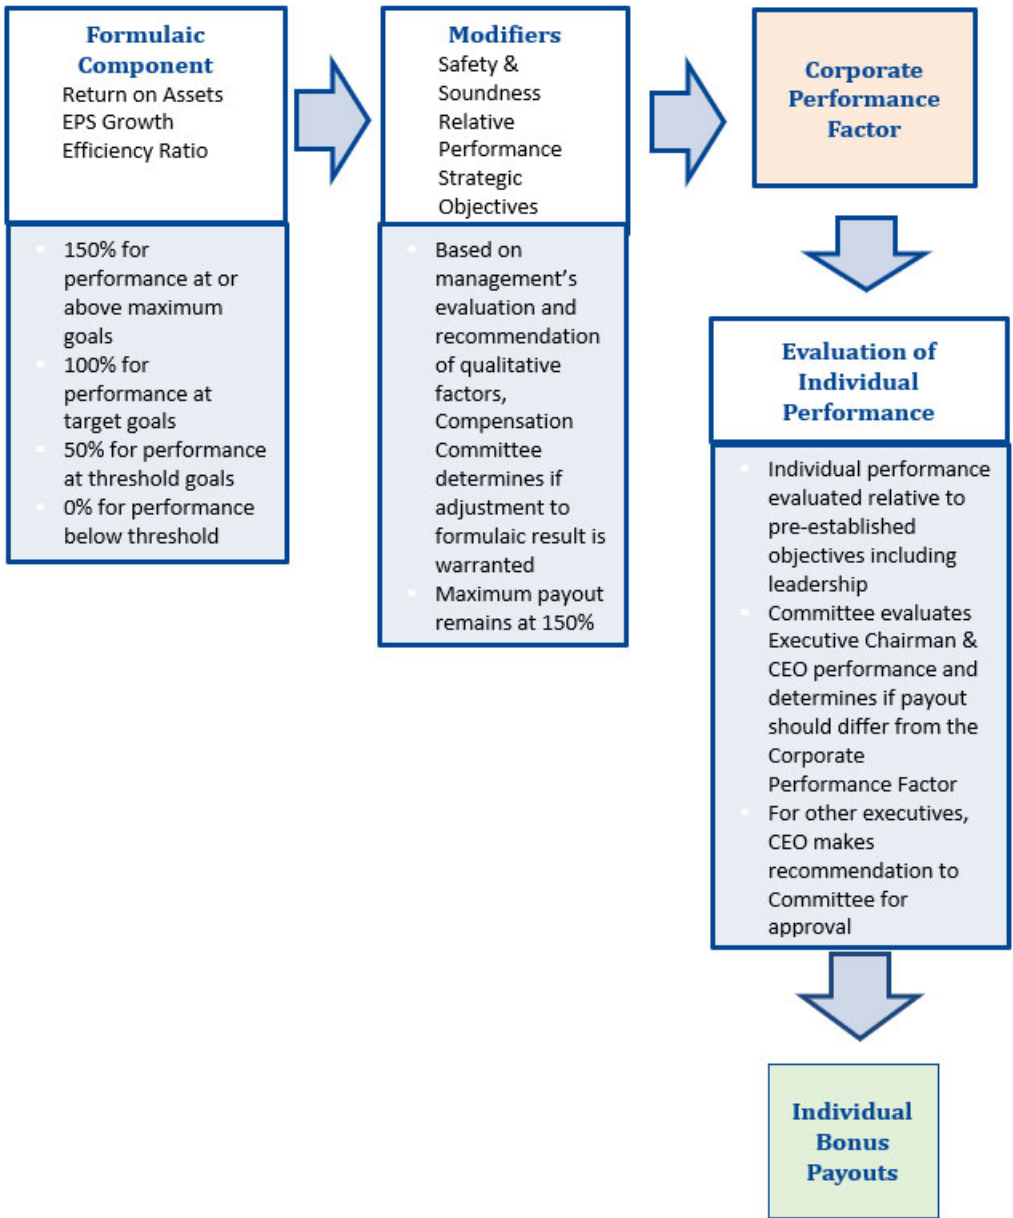 Formulaic
Component
Return on Assets
EPS Growth
Efficiency Ratio
150% for
performance at or
above maximum
goals
100% for
performance at
target goals
50% for performance
at threshold goals
0% for performance
below threshold
Modifiers
Safety &
Soundness
Relative
Performance
Strategic
Objectives
Based on
management’s
evaluation and
recommendation
of qualitative
factors,
Compensation
Committee
determines if
adjustment to
formulaic result is
warranted
Maximum payout
remains at 150%
Corporate
Performance
Factor
Evaluation of
Individual
Performance
Individual performance
evaluated relative to
pre-established
objectives including
leadership
Committee evaluates
Executive Chairman &
CEO performance and
determines if payout
should differ from the
Corporate
Performance Factor
For other executives,
CEO makes
recommendation to
Committee for
approval
Individual
Bonus
Payouts